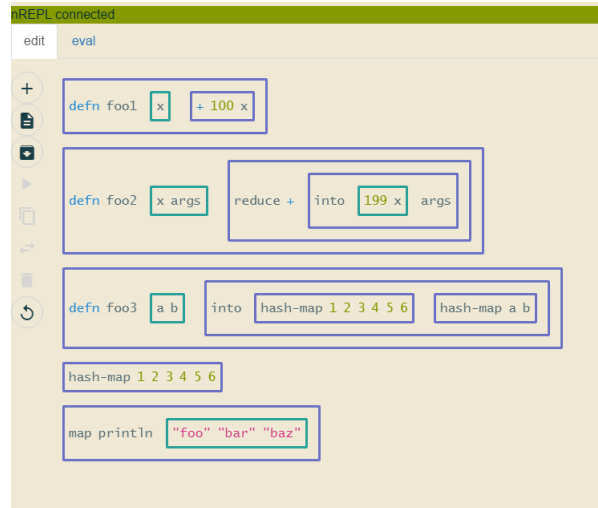 nREPL connected
edit eval
defn foo1 x + 100 x
defn foo2 x args reduce + into 199 x args
defn foo3 a b into hash-map 1 2 3 4 5 6 hash-map a b
hash-map 1 2 3 4 5 6
map println "foo" "bar" "baz"